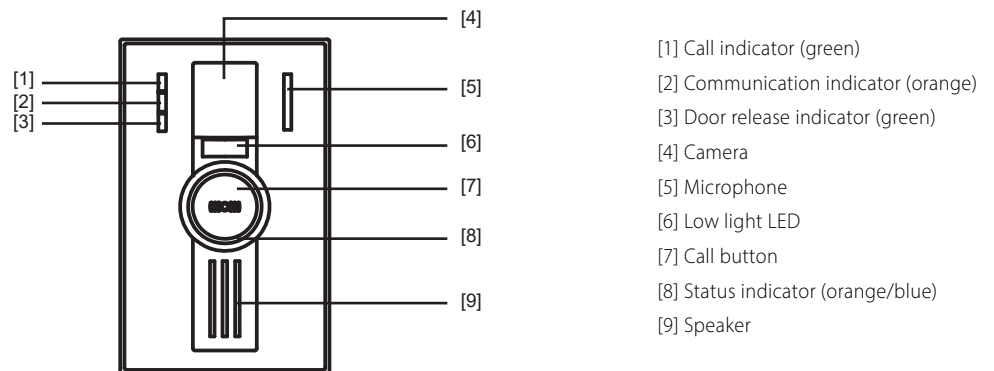 [4]
[1]
[2]
[3]
[5]
[6]
[7]
[8]
[9]
[1] Call indicator (green)
[2] Communication indicator (orange)
[3] Door release indicator (green)
[4] Camera
[5] Microphone
[6] Low light LED
[7] Call button
[8] Status indicator (orange/blue)
[9] Speaker